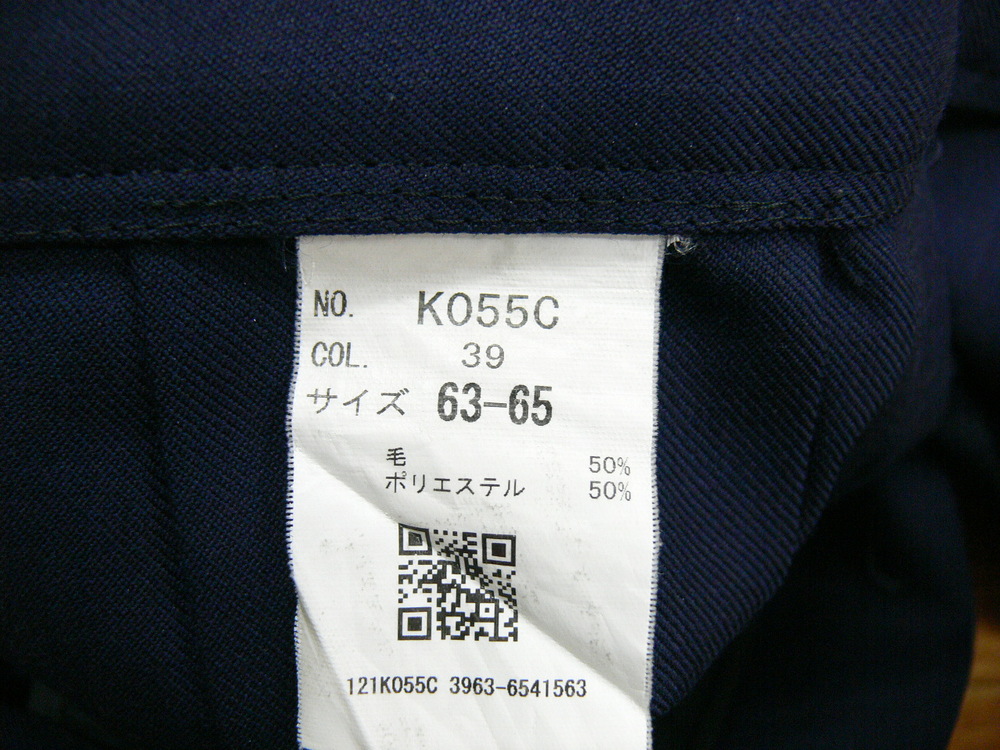 NO. K055C
COL. 39
サイズ 63-65
毛 50%
ポリエステル 50%
121K055C 3963-6541563